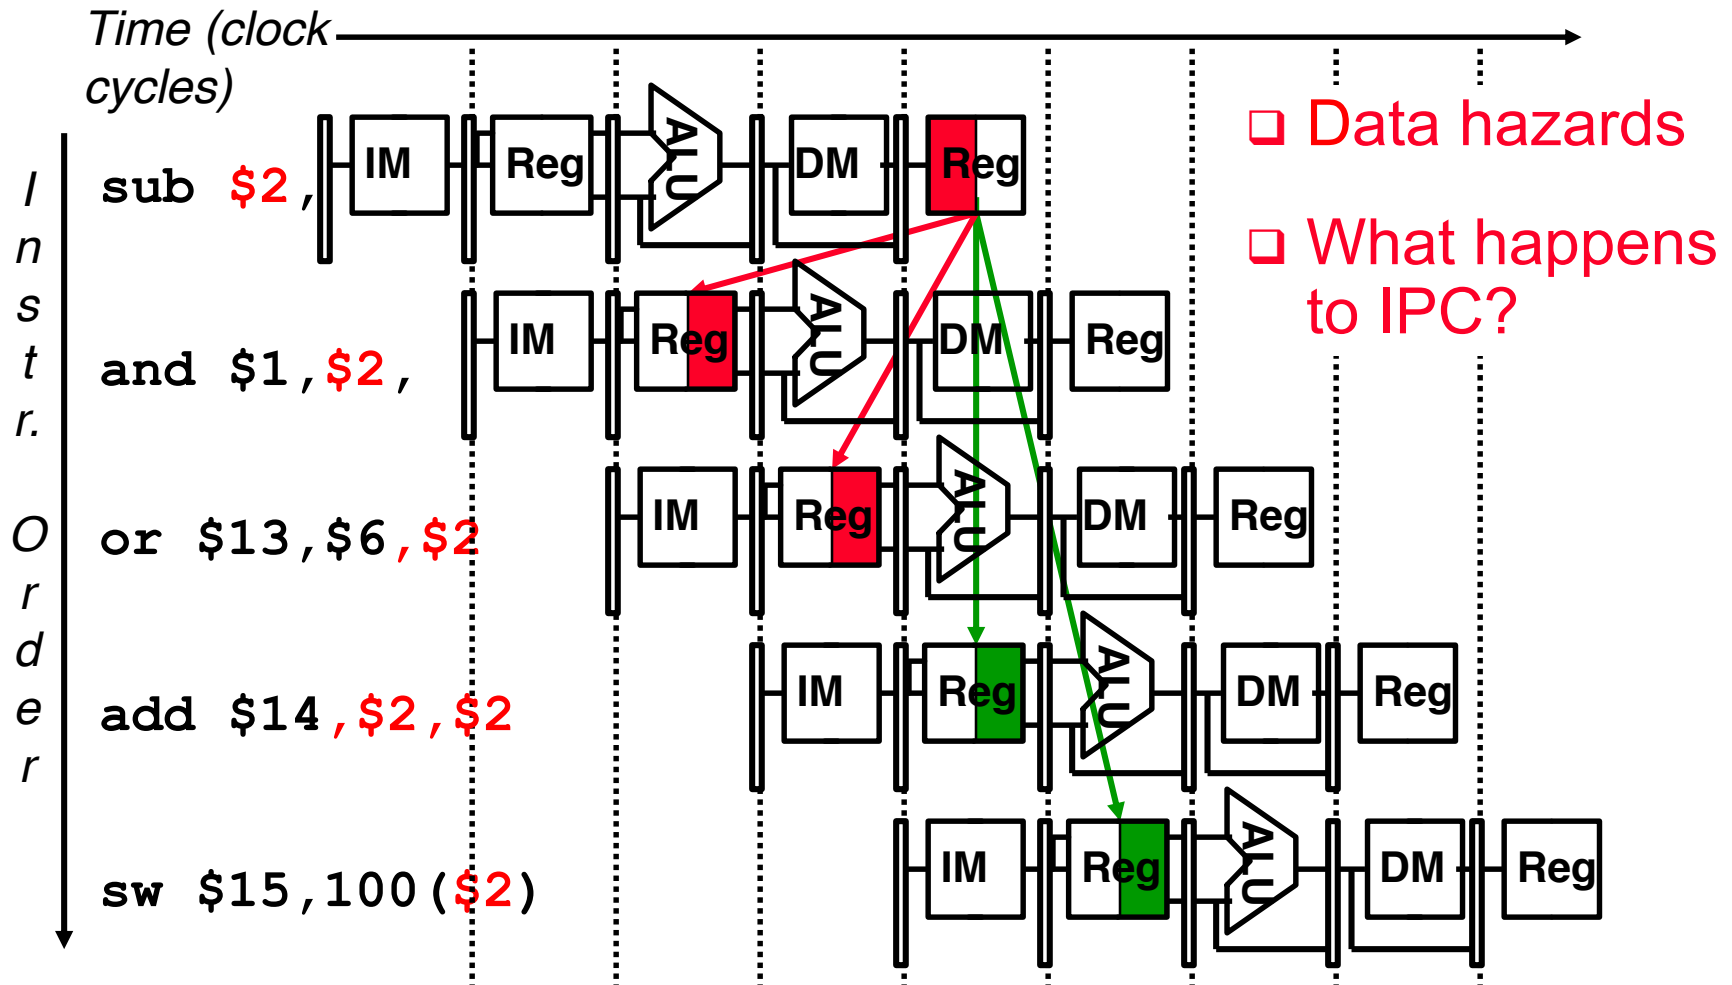 Time (clock
cycles)
❑ Data hazards
❑ What happens
to IPC?
Instr. Order
sub $2,
IM Reg ALU DM Reg
and $1,$2,
IM Reg ALU DM Reg
or $13,$6,$2
IM Reg ALU DM Reg
add $14,$2,$2
IM Reg ALU DM Reg
sw $15,100($2)
IM Reg ALU DM Reg